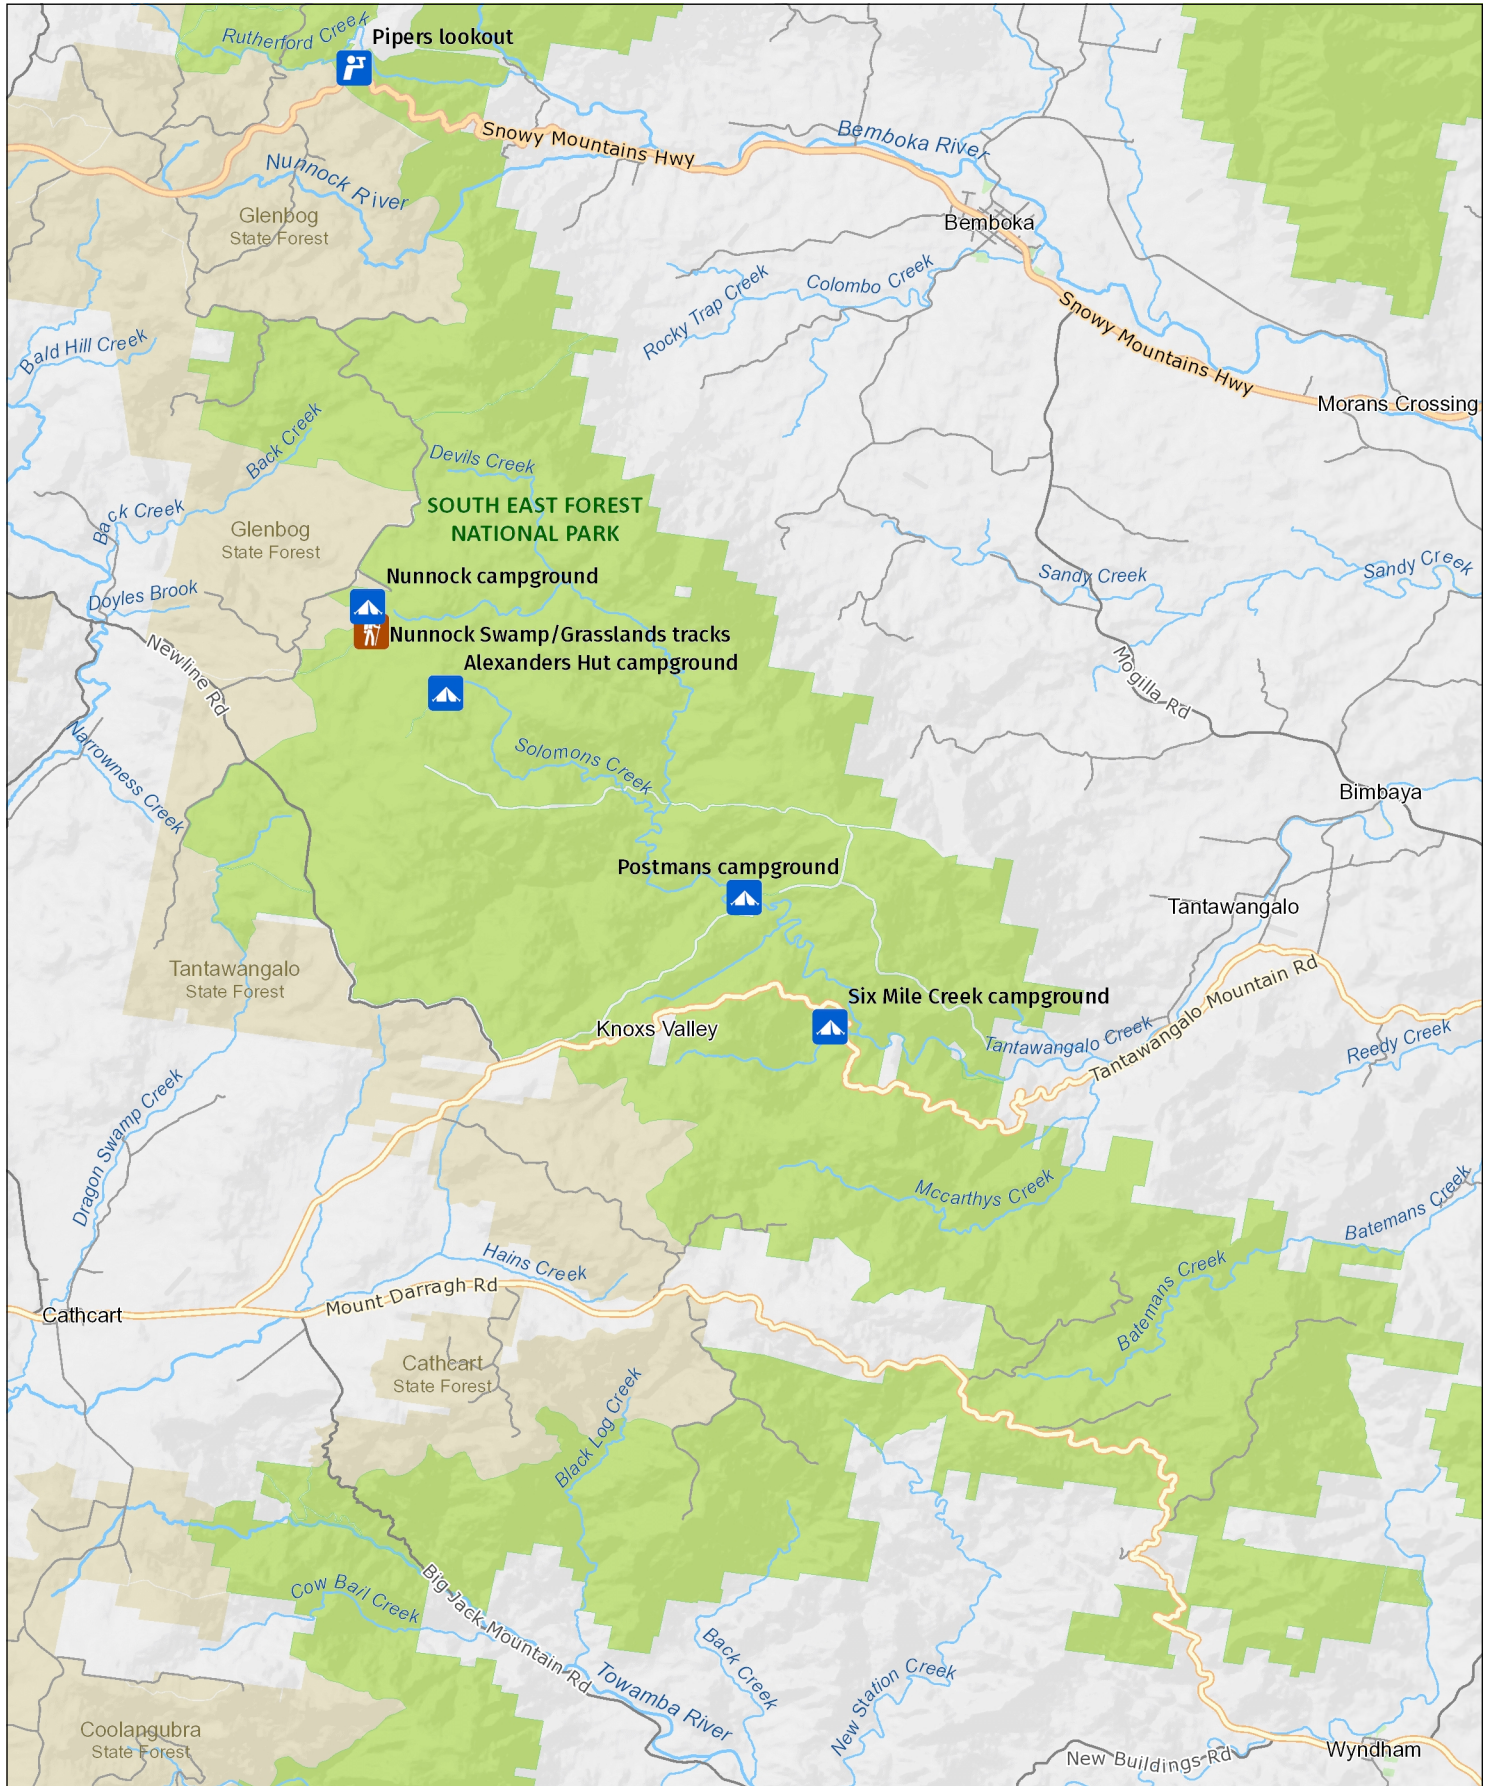 Rutherford Creek
Pipers lookout
Snowy Mountains Hwy
Bemboka River
Nunnock River
Glenbog
State Forest
Bemboka
Rocky Trap Creek
Colombo Creek
Snowy Mountains Hwy
Bald Hill Creek
Morans Crossing
Back Creek
Devils Creek
SOUTH EAST FOREST
NATIONAL PARK
Back Creek
Glenbog
State Forest
Sandy Creek
Sandy Creek
Nunnock campground
Doyles Brook
Nunnock Swamp/Grasslands tracks
Alexanders Hut campground
Newline Rd
Mogilla Rd
Narrowness Creek
Solomons Creek
Bimbaya
Postmans campground
Tantawangalo
Tantawangalo
State Forest
Six Mile Creek campground
Tantawangalo Mountain Rd
Knoxs Valley
Tantawangalo Creek
Reedy Creek
Dragon Swamp Creek
Mccarthys Creek
Batemans Creek
Hains Creek
Batemans Creek
Mount Darragh Rd
Cathcart
Cathcart
State Forest
Black Log Creek
Cow Bail Creek
Big Jack Mountain Rd
Towamba River
Back Creek
New Station Creek
Coolangubra
State Forest
New Buildings Rd
Wyndham